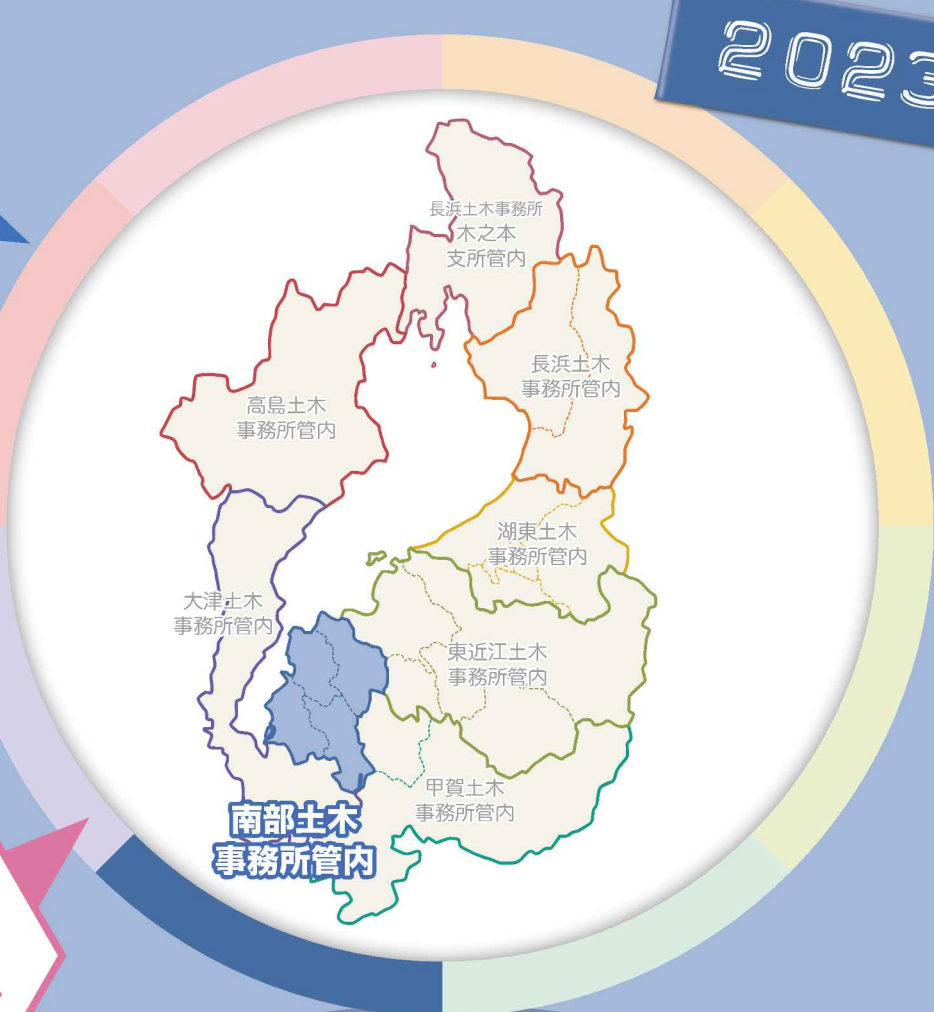 2023
長浜土木事務所
木之本
支所管内
長浜土木
事務所管内
高島土木
事務所管内
湖東土木
事務所管内
大津土木
事務所管内
東近江土木
事務所管内
甲賀土木
事務所管内
南部土木
事務所管内